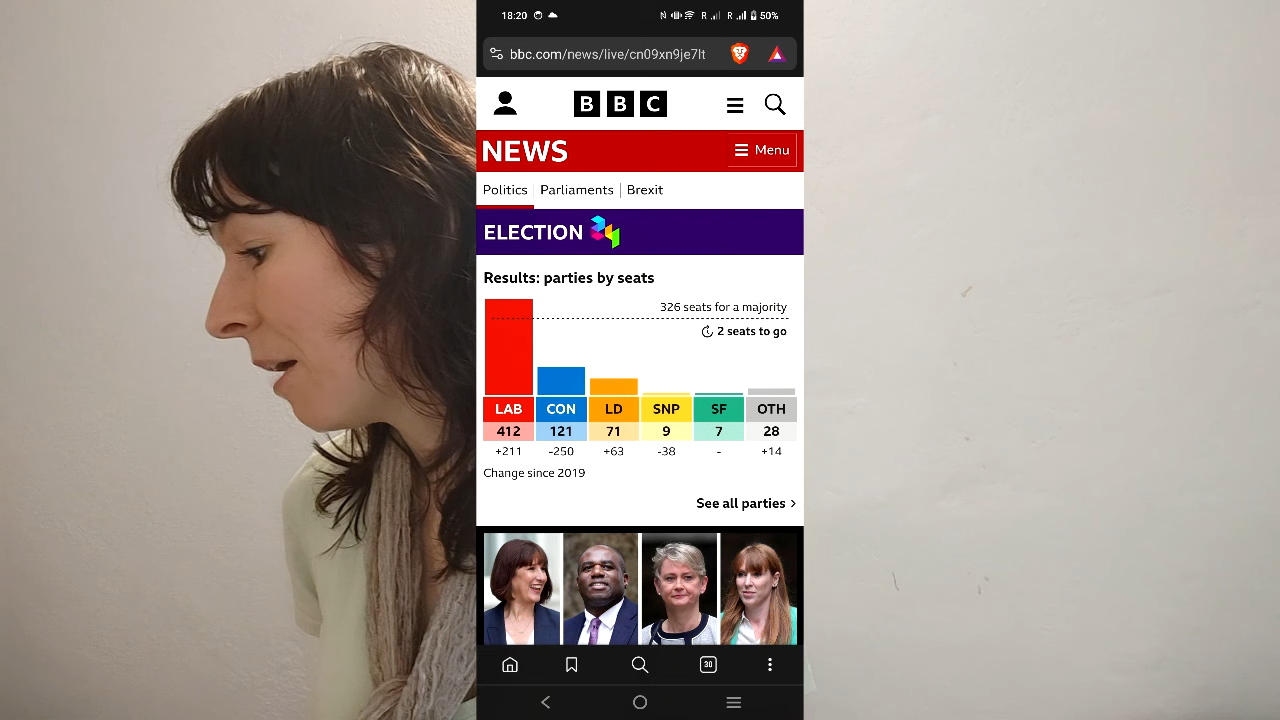 18:20 R R 50%
bbc.com/news/live/cn09xn9je7lt
BBC
NEWS Menu
Politics Parliaments Brexit
ELECTION
Results: parties by seats
326 seats for a majority
2 seats to go
LAB CON LD SNP SF OTH
412 121 71 9 7 28
+211 -250 +63 -38 - +14
Change since 2019
See all parties
30